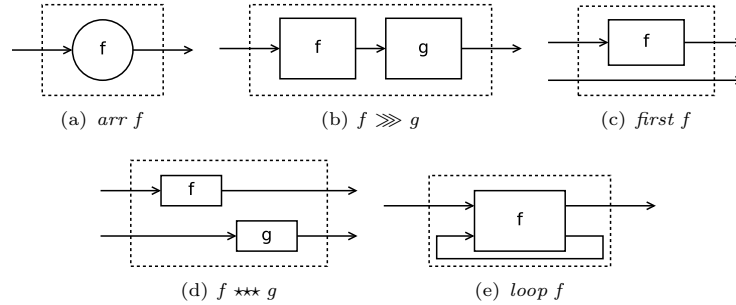 f
f
g
f
(a) arr f
(b) f ⋙ g
(c) first f
f
g
f
(d) f ⋆⋆⋆ g
(e) loop f